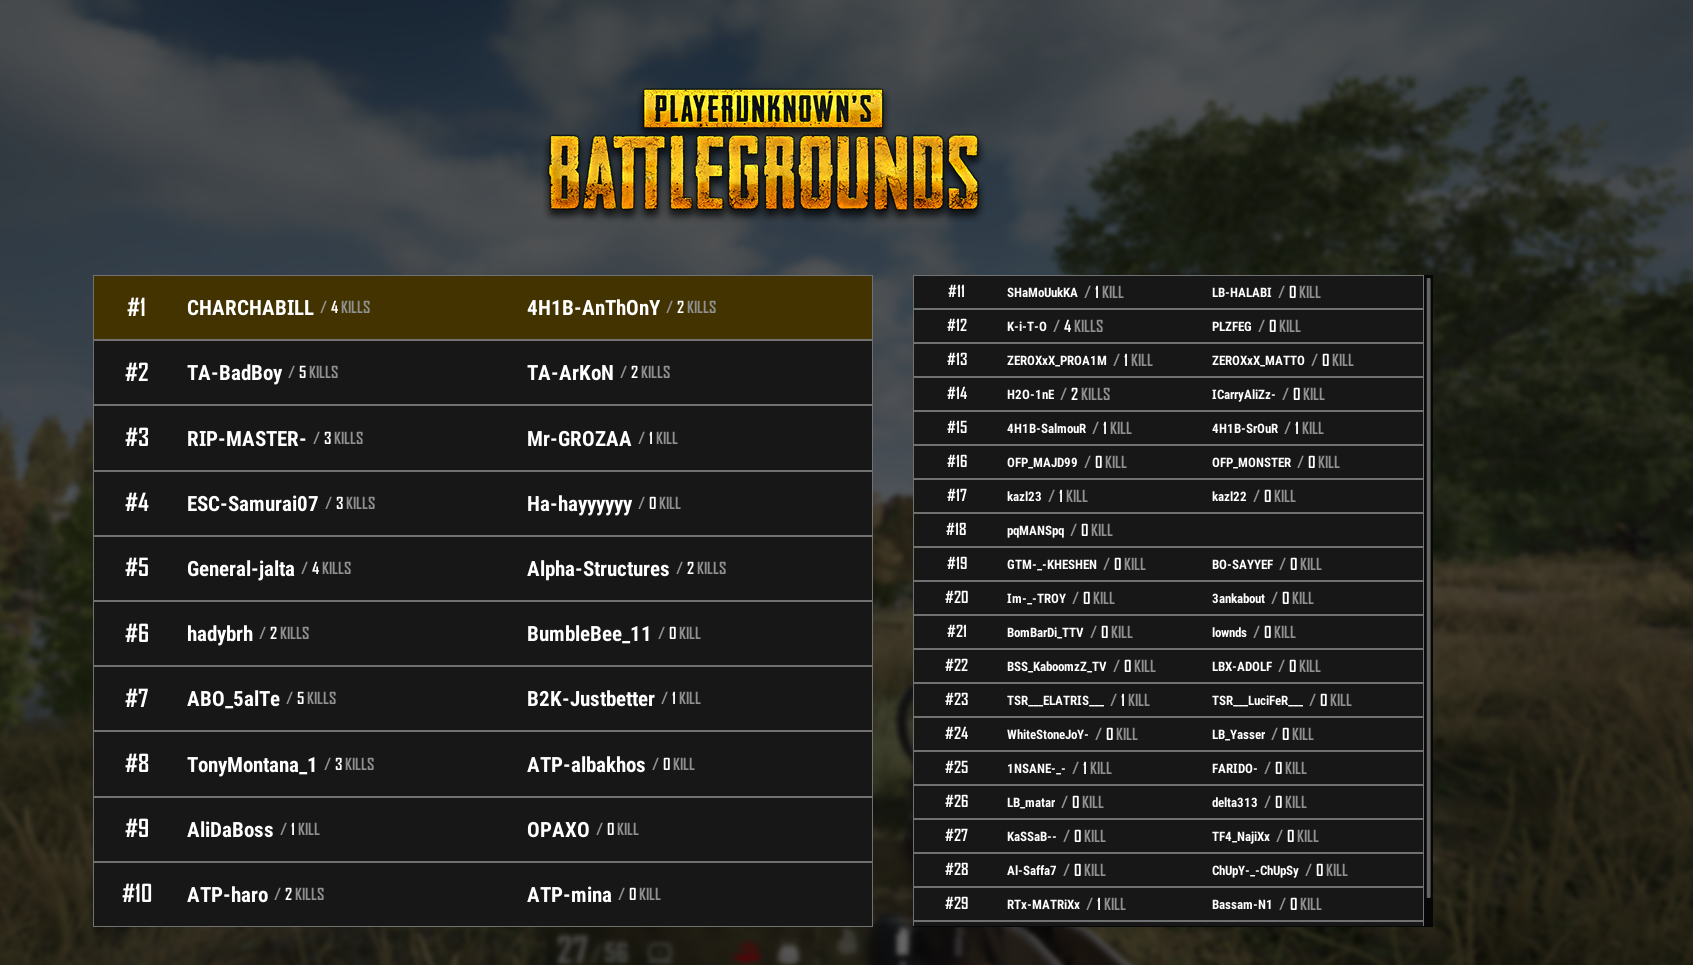 PLAYERUNKNOWN'S
BATTLEGROUNDS
#1 CHARCHABILL / 4 KILLS 4H1B-AnThOnY / 2 KILLS
#2 TA-BadBoy / 5 KILLS TA-ArKoN / 2 KILLS
#3 RIP-MASTER- / 3 KILLS Mr-GROZAA / 1 KILL
#4 ESC-Samurai07 / 3 KILLS Ha-hayyyyyy / 0 KILL
#5 General-jalta / 4 KILLS Alpha-Structures / 2 KILLS
#6 hadybrh / 2 KILLS BumbleBee_11 / 0 KILL
#7 ABO_5alTe / 5 KILLS B2K-Justbetter / 1 KILL
#8 TonyMontana_1 / 3 KILLS ATP-albakhos / 0 KILL
#9 AliDaBoss / 1 KILL OPAXO / 0 KILL
#10 ATP-haro / 2 KILLS ATP-mina / 0 KILL
#11 SHaMoUukKA / 1 KILL LB-HALABI / 0 KILL
#12 K-i-T-O / 4 KILLS PLZFEG / 0 KILL
#13 ZEROXxX_PROA1M / 1 KILL ZEROXxX_MATTO / 0 KILL
#14 H2O-1nE / 2 KILLS ICarryAliZz- / 0 KILL
#15 4H1B-SalmouR / 1 KILL 4H1B-SrOuR / 1 KILL
#16 OFP_MAJD99 / 0 KILL OFP_MONSTER / 0 KILL
#17 kazl23 / 1 KILL kazl22 / 0 KILL
#18 pqMANSpq / 0 KILL
#19 GTM-_-KHESHEN / 0 KILL BO-SAYYEF / 0 KILL
#20 Im-_-TROY / 0 KILL 3ankabout / 0 KILL
#21 BomBarDi_TTV / 0 KILL lownds / 0 KILL
#22 BSS_KaboomzZ_TV / 0 KILL LBX-ADOLF / 0 KILL
#23 TSR___ELATRIS___ / 1 KILL TSR___LuciFeR___ / 0 KILL
#24 WhiteStoneJoY- / 0 KILL LB_Yasser / 0 KILL
#25 1NSANE-_- / 1 KILL FARIDO- / 0 KILL
#26 LB_matar / 0 KILL delta313 / 0 KILL
#27 KaSSaB-- / 0 KILL TF4_NajiXx / 0 KILL
#28 Al-Saffa7 / 0 KILL ChUpY-_-ChUpSy / 0 KILL
#29 RTx-MATRiXx / 1 KILL Bassam-N1 / 0 KILL
27 / 56